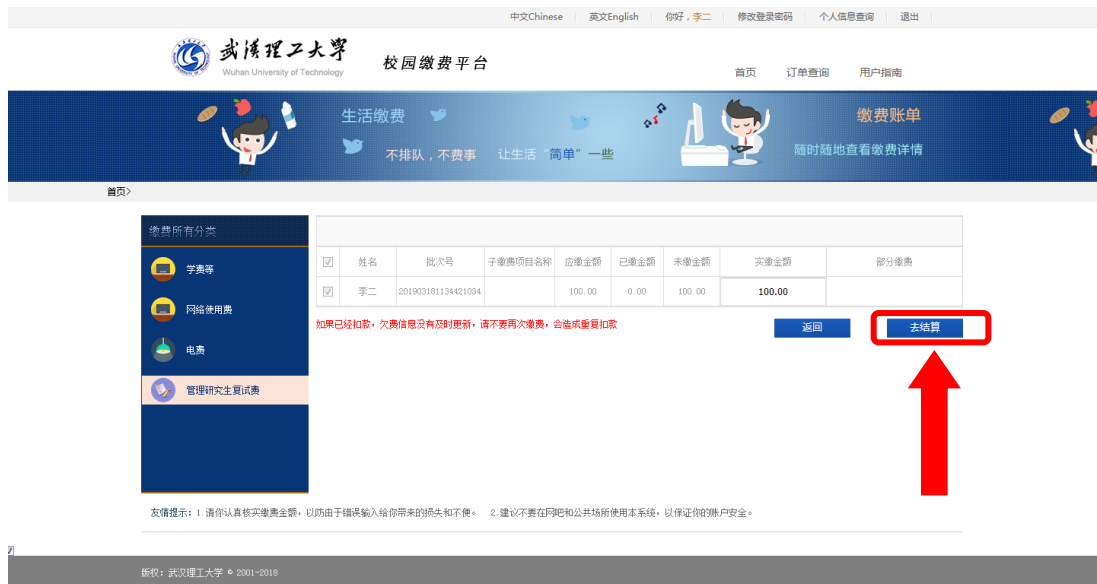 中文Chinese 英文English 你好，李二 修改登录密码 个人信息查询 退出
武汉理工大学
Wuhan University of Technology
校园缴费平台
首页 订单查询 用户指南
生活缴费
不排队，不费事 让生活“简单”一些
缴费账单
随时随地查看缴费详情
首页>
缴费所有分类
学费等
网络使用费
电费
管理研究生复试费
姓名 批次号 子缴费项目名称 应缴金额 已缴金额 未缴金额 实缴金额 部分缴费
李二 201903181134421034 100.00 0.00 100.00 100.00
如果已经扣款，欠费信息没有及时更新，请不要再次缴费，会造成重复扣款
返回 去结算
友情提示：1.请你认真核实缴费金额，以防由于错误输入给你带来的损失和不便。 2.建议不要在网吧和公共场所使用本系统，以保证你的账户安全。
版权：武汉理工大学 © 2001-2018